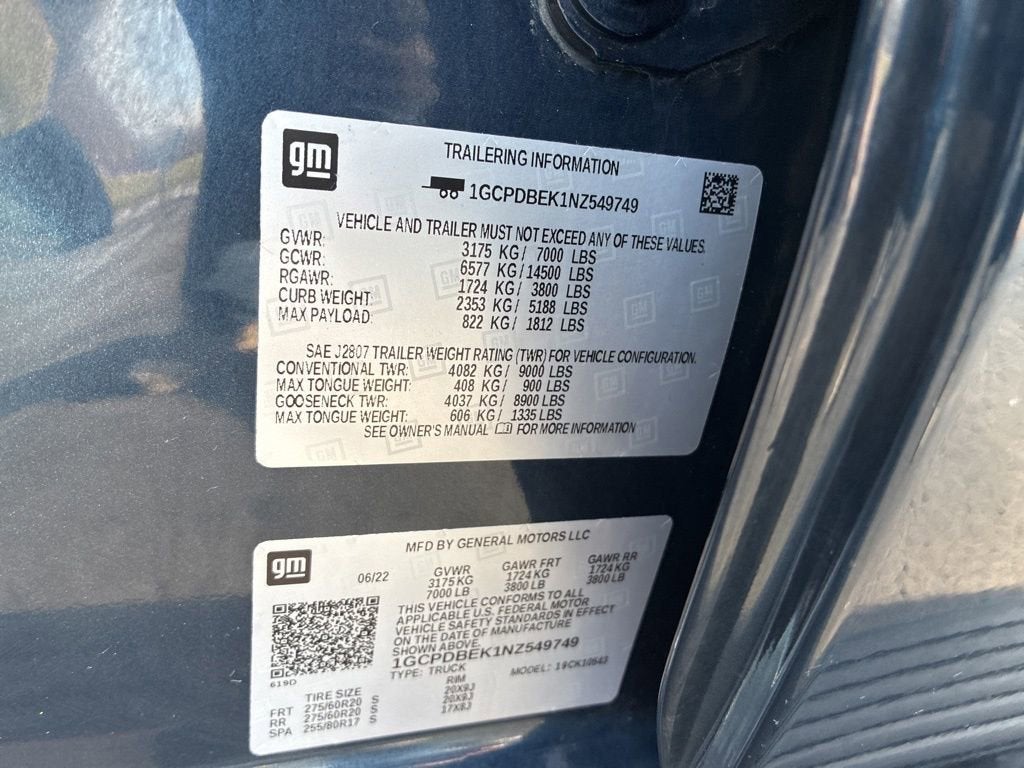 gm
TRAILERING INFORMATION
1GCPDBEK1NZ549749
VEHICLE AND TRAILER MUST NOT EXCEED ANY OF THESE VALUES.
GVWR: 3175 KG/ 7000 LBS
GCWR: 6577 KG/14500 LBS
RGAWR: 1724 KG/ 3800 LBS
CURB WEIGHT: 2353 KG/ 5188 LBS
MAX PAYLOAD: 822 KG/ 1812 LBS
SAE J2807 TRAILER WEIGHT RATING (TWR) FOR VEHICLE CONFIGURATION.
CONVENTIONAL TWR: 4082 KG/ 9000 LBS
MAX TONGUE WEIGHT: 408 KG/ 900 LBS
GOOSENECK TWR: 4037 KG/ 8900 LBS
MAX TONGUE WEIGHT: 606 KG/ 1335 LBS
SEE OWNER'S MANUAL FOR MORE INFORMATION
gm
MFD BY GENERAL MOTORS LLC
06/22 GVWR GAWR FRT GAWR RR
3175 KG 1724 KG 1724 KG
7000 LB 3800 LB 3800 LB
THIS VEHICLE CONFORMS TO ALL
APPLICABLE U.S. FEDERAL MOTOR
VEHICLE SAFETY STANDARDS IN EFFECT
ON THE DATE OF MANUFACTURE
SHOWN ABOVE.
1GCPDBEK1NZ549749
TYPE: TRUCK MODEL: 19CK10543
619D
TIRE SIZE RIM
FRT 275/60R20 S 20X9J
RR 275/60R20 S 20X9J
SPA 255/80R17 S 17X8J